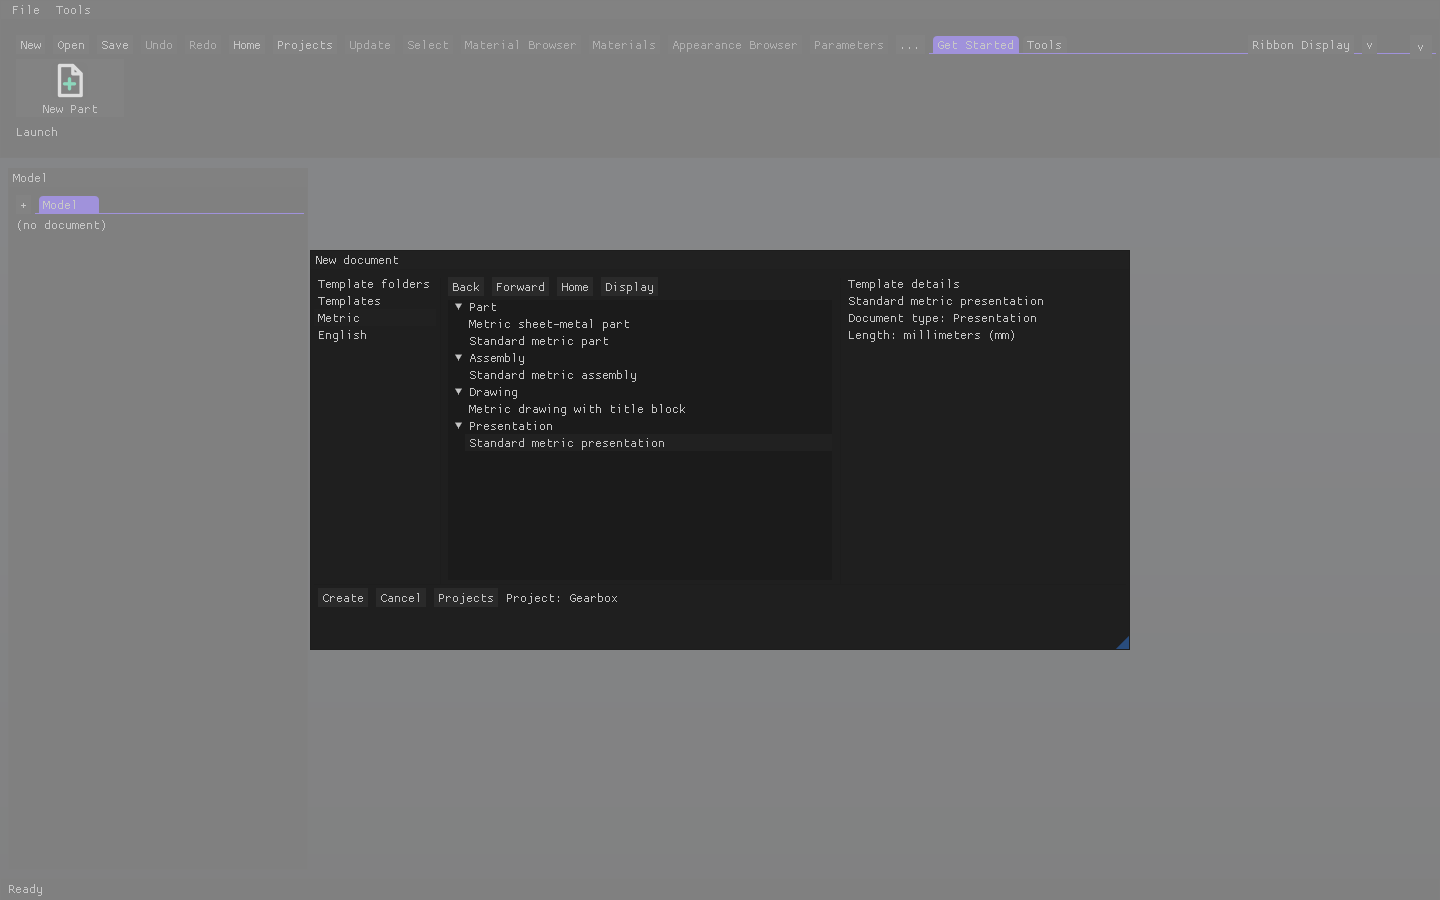 File Tools
New Open Save Undo Redo Home Projects Update Select Material Browser Materials Appearance Browser Parameters ... Get Started Tools Ribbon Display v v
New Part
Launch
Model
+ Model
(no document)
New document
Template folders
Templates
Metric
English
Back Forward Home Display
▼ Part
Metric sheet-metal part
Standard metric part
▼ Assembly
Standard metric assembly
▼ Drawing
Metric drawing with title block
▼ Presentation
Standard metric presentation
Template details
Standard metric presentation
Document type: Presentation
Length: millimeters (mm)
Create Cancel Projects Project: Gearbox
Ready